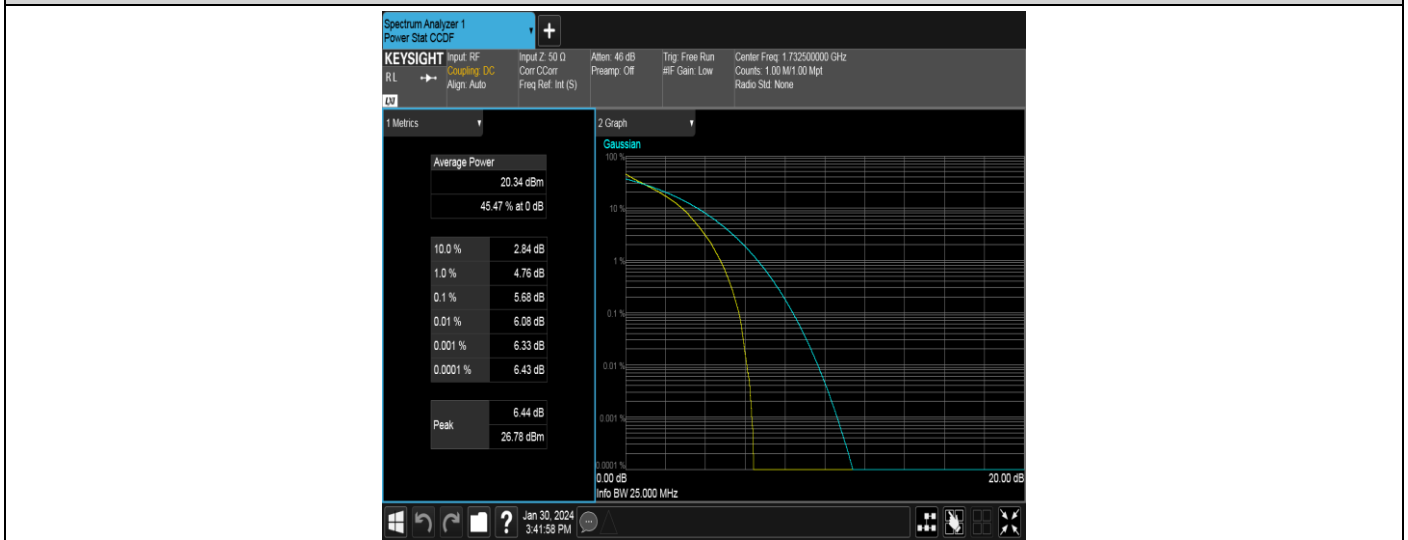 Spectrum Analyzer 1
Power Stat CCDF
+
KEYSIGHT
RL
LXI
Input: RF
Coupling: DC
Align: Auto
Input Z: 50 Ω
Corr CCorr
Freq Ref: Int (S)
Atten: 46 dB
Preamp: Off
Trig: Free Run
#IF Gain: Low
Center Freq: 1.732500000 GHz
Counts: 1.00 M/1.00 Mpt
Radio Std: None
1 Metrics
Average Power
20.34 dBm
45.47 % at 0 dB
10.0 % 2.84 dB
1.0 % 4.76 dB
0.1 % 5.68 dB
0.01 % 6.08 dB
0.001 % 6.33 dB
0.0001 % 6.43 dB
Peak
6.44 dB
26.78 dBm
2 Graph
Gaussian
100 %
10 %
1 %
0.1 %
0.01 %
0.001 %
0.0001 %
0.00 dB 20.00 dB
Info BW 25.000 MHz
?
Jan 30, 2024
3:41:58 PM